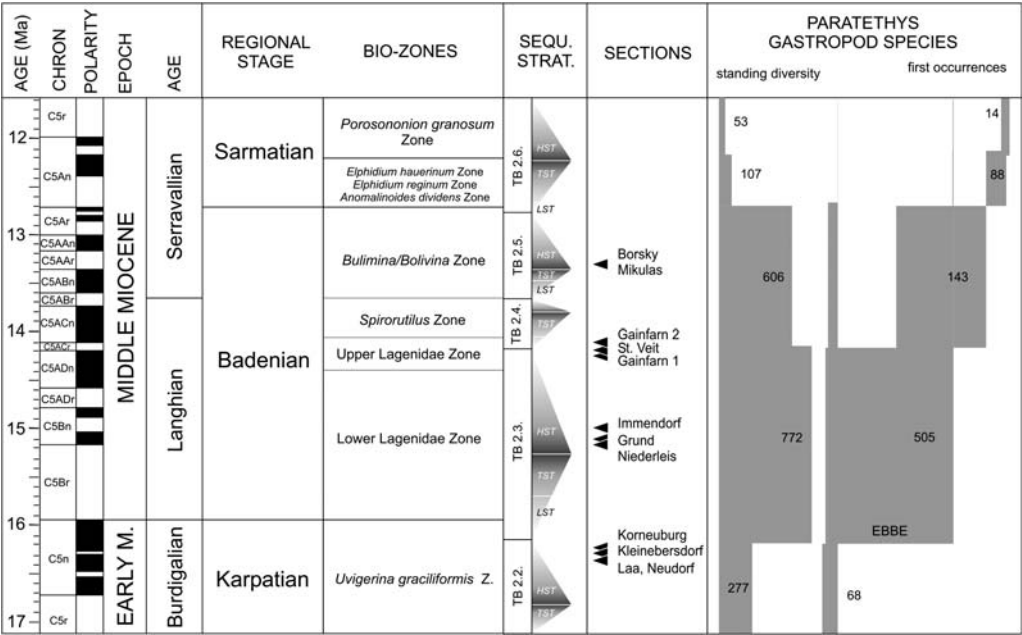 AGE (Ma)
CHRON
POLARITY
EPOCH
AGE
REGIONAL
STAGE
BIO-ZONES
SEQU.
STRAT.
SECTIONS
PARATETHYS
GASTROPOD SPECIES
standing diversity
first occurrences
12
13
14
15
16
17
C5r
C5An
C5Ar
C5AAn
C5AAr
C5ABn
C5ABr
C5ACn
C5ACr
C5ADn
C5ADr
C5Bn
C5Br
C5n
C5r
MIDDLE MIOCENE
EARLY M.
Serravallian
Langhian
Burdigalian
Sarmatian
Badenian
Karpatian
Porosononion granosum
Zone
Elphidium hauerinum Zone
Elphidium reginum Zone
Anomalinoides dividens Zone
Bulimina/Bolivina Zone
Spirorutilus Zone
Upper Lagenidae Zone
Lower Lagenidae Zone
Uvigerina graciliformis Z.
TB 2.6.
TB 2.5.
TB 2.4.
TB 2.3.
TB 2.2.
HST
TST
LST
HST
TST
LST
TST
HST
TST
LST
HST
TST
Borsky
Mikulas
Gainfarn 2
St. Veit
Gainfarn 1
Immendorf
Grund
Niederleis
Korneuburg
Kleinebersdorf
Laa, Neudorf
53
14
107
88
606
143
772
505
EBBE
277
68